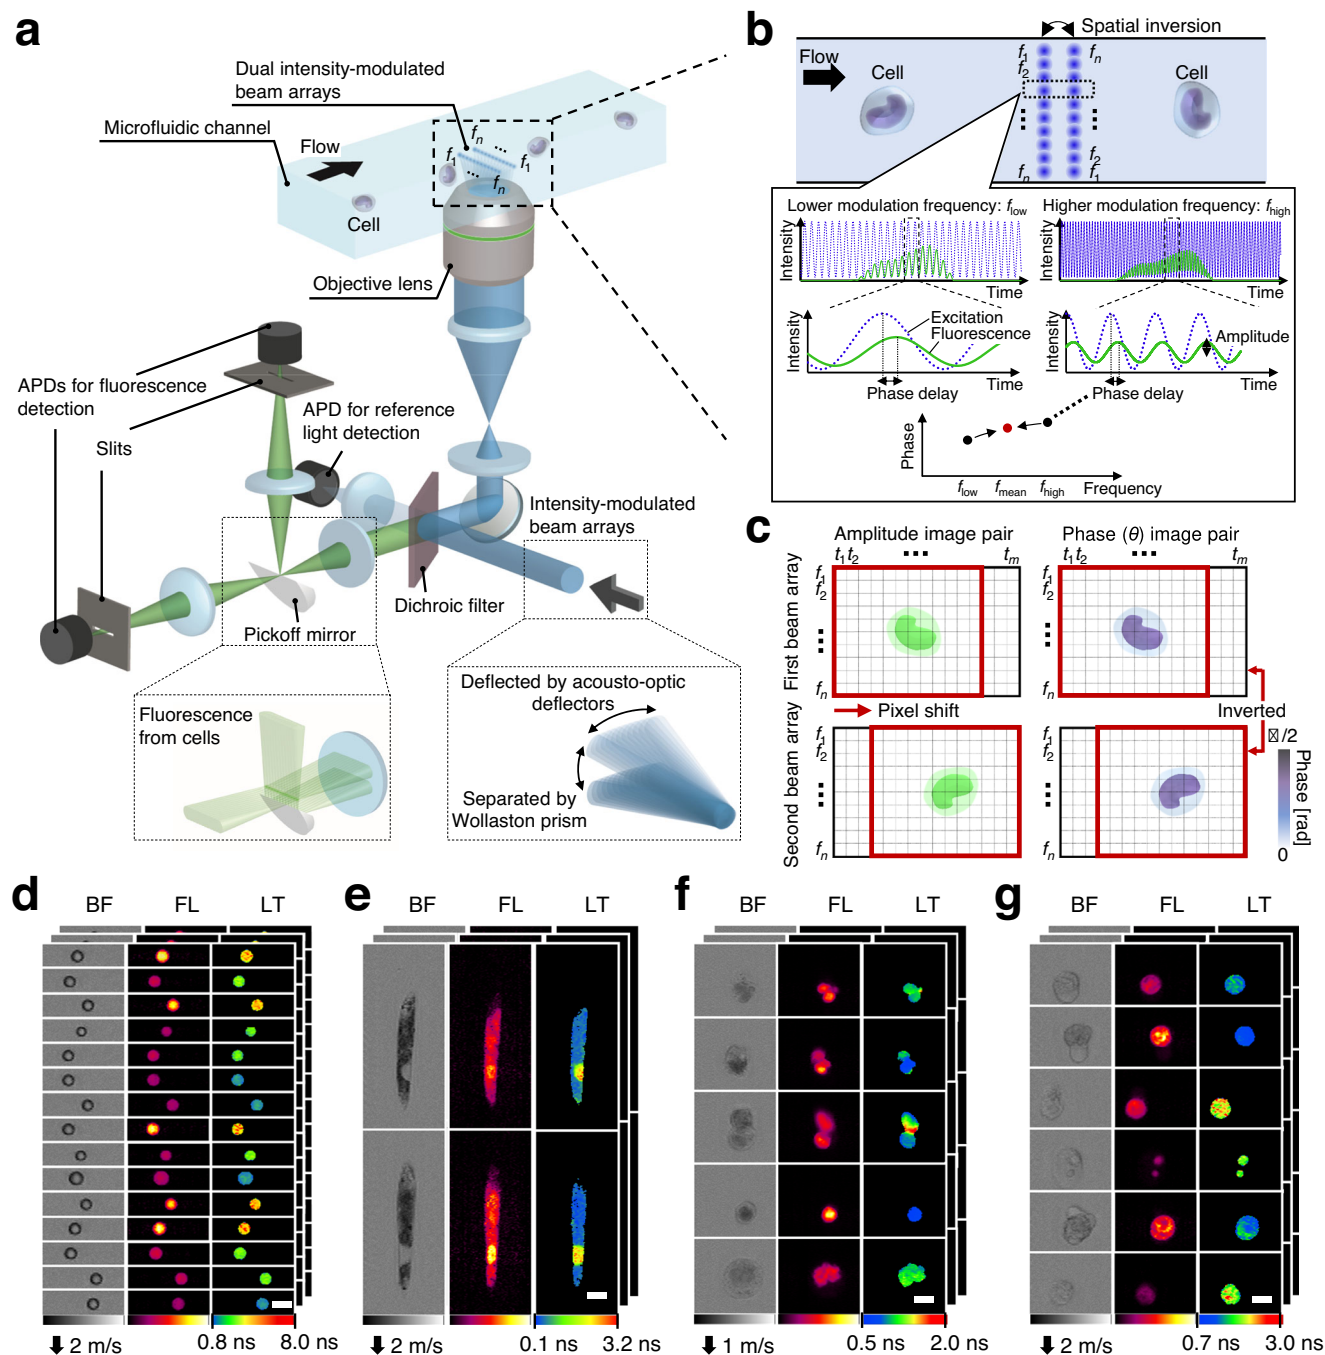 a
Dual intensity-modulated
beam arrays
Microfluidic channel
Flow
fn
f1
f1
fn
Cell
Objective lens
APDs for fluorescence
detection
APD for reference
light detection
Slits
Intensity-modulated
beam arrays
Dichroic filter
Pickoff mirror
Fluorescence
from cells
Deflected by acousto-optic
deflectors
Separated by
Wollaston prism
b
Spatial inversion
Flow
Cell
Cell
f1
f2
fn
fn
f2
f1
Lower modulation frequency: flow
Higher modulation frequency: fhigh
Intensity
Time
Intensity
Time
Excitation
Fluorescence
Amplitude
Intensity
Time
Intensity
Time
Phase delay
Phase delay
Phase
flow fmean fhigh Frequency
c
Amplitude image pair
Phase (θ) image pair
t1 t2 ... tm
t1 t2 ... tm
First beam array
f1
f2
fn
f1
f2
fn
Pixel shift
Inverted
Second beam array
f1
f2
fn
f1
f2
fn
/2
Phase [rad]
0
d
BF FL LT
2 m/s
0.8 ns 8.0 ns
e
BF FL LT
2 m/s
0.1 ns 3.2 ns
f
BF FL LT
1 m/s
0.5 ns 2.0 ns
g
BF FL LT
2 m/s
0.7 ns 3.0 ns